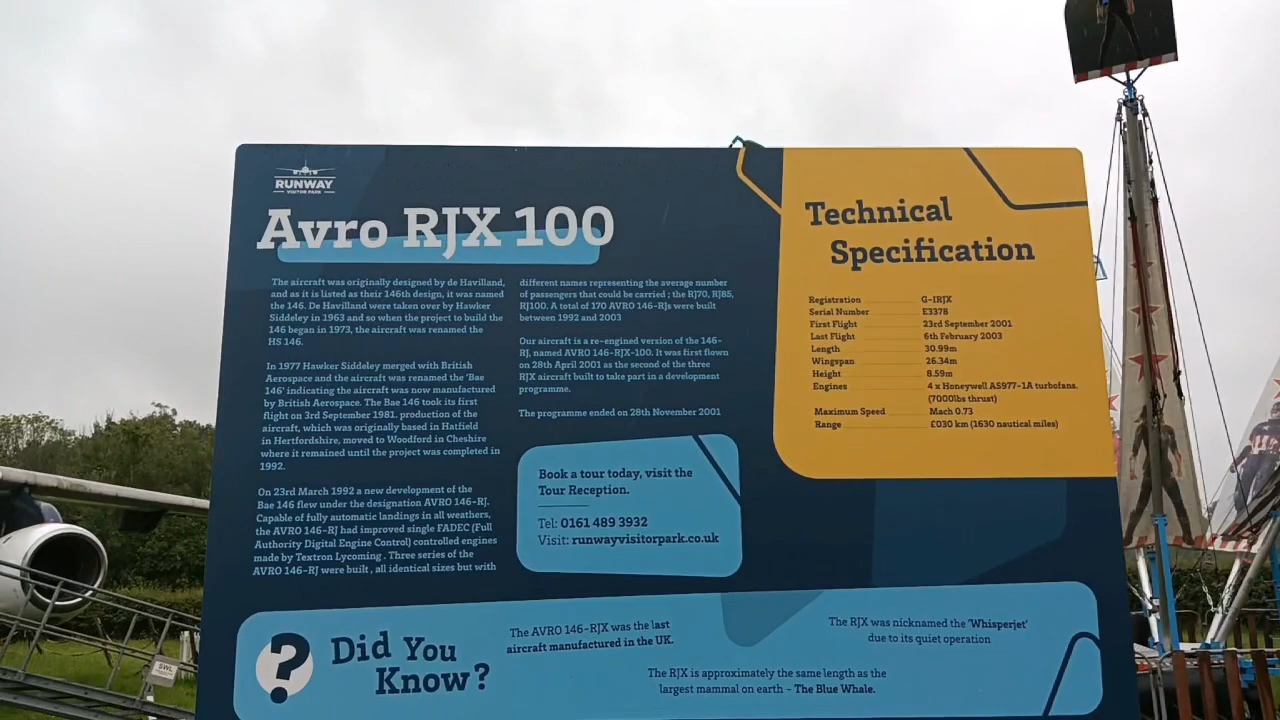 RUNWAY
VISITOR PARK
Avro RJX 100
The aircraft was originally designed by de Havilland,
and as it is listed as their 146th design, it was named
the 146. De Havilland were taken over by Hawker
Siddeley in 1963 and so when the project to build the
146 began in 1973, the aircraft was renamed the
HS 146.
In 1977 Hawker Siddeley merged with British
Aerospace and the aircraft was renamed the 'Bae
146' indicating the aircraft was now manufactured
by British Aerospace. The Bae 146 took its first
flight on 3rd September 1981. production of the
aircraft, which was originally based in Hatfield
in Hertfordshire, moved to Woodford in Cheshire
where it remained until the project was completed in
1992.
On 23rd March 1992 a new development of the
Bae 146 flew under the designation AVRO 146-RJ.
Capable of fully automatic landings in all weathers,
the AVRO 146-RJ had improved single FADEC (Full
Authority Digital Engine Control) controlled engines
made by Textron Lycoming . Three series of the
AVRO 146-RJ were built , all identical sizes but with
different names representing the average number
of passengers that could be carried ; the RJ70, RJ85,
RJ100. A total of 170 AVRO 146-RJs were built
between 1992 and 2003
Our aircraft is a re-engined version of the 146-
RJ, named AVRO 146-RJX-100. It was first flown
on 28th April 2001 as the second of the three
RJX aircraft built to take part in a development
programme.
The programme ended on 28th November 2001
Book a tour today, visit the
Tour Reception.
Tel: 0161 489 3932
Visit: runwayvisitorpark.co.uk
Technical
Specification
Registration G-IRJX
Serial Number E3378
First Flight 23rd September 2001
Last Flight 6th February 2003
Length 30.99m
Wingspan 26.34m
Height 8.59m
Engines 4 x Honeywell AS977-1A turbofans.
(7000lbs thrust)
Maximum Speed Mach 0.73
Range £030 km (1630 nautical miles)
?
Did You
Know?
The AVRO 146-RJX was the last
aircraft manufactured in the UK.
The RJX is approximately the same length as the
largest mammal on earth - The Blue Whale.
The RJX was nicknamed the 'Whisperjet'
due to its quiet operation
SWL